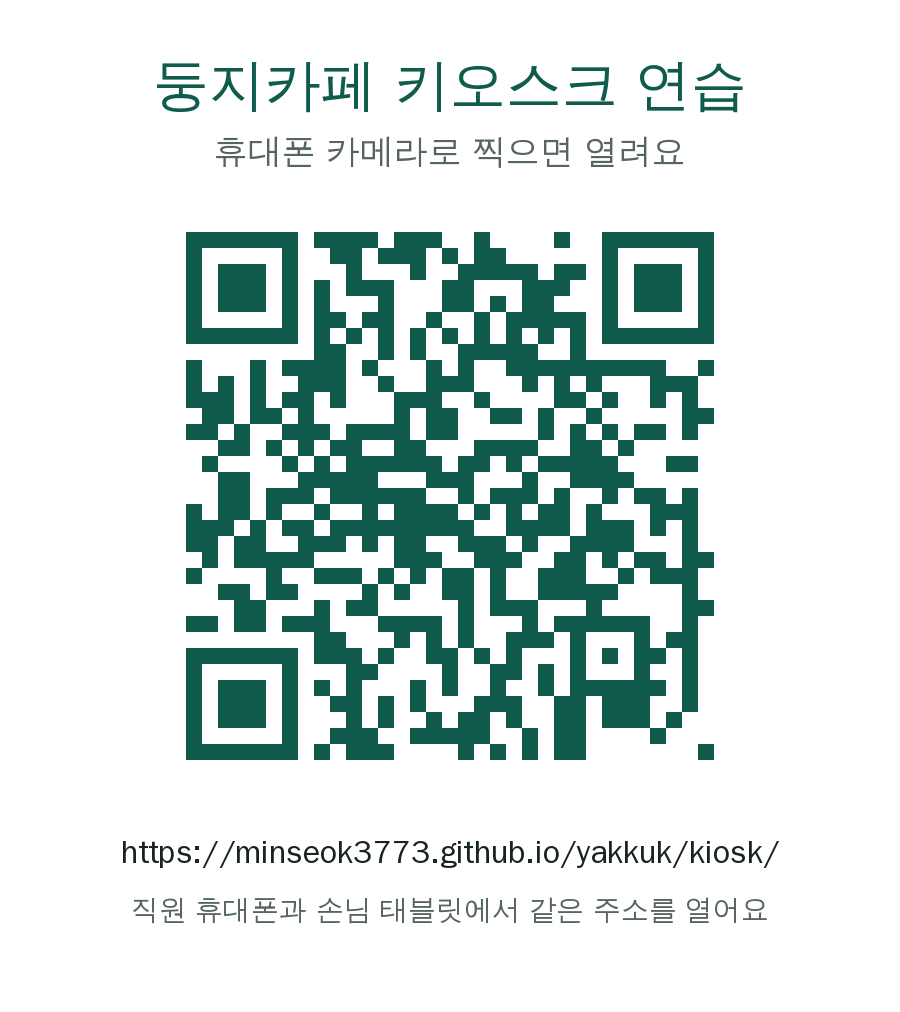 둥지카페 키오스크 연습
휴대폰 카메라로 찍으면 열려요
https://minseok3773.github.io/yakkuk/kiosk/
직원 휴대폰과 손님 태블릿에서 같은 주소를 열어요